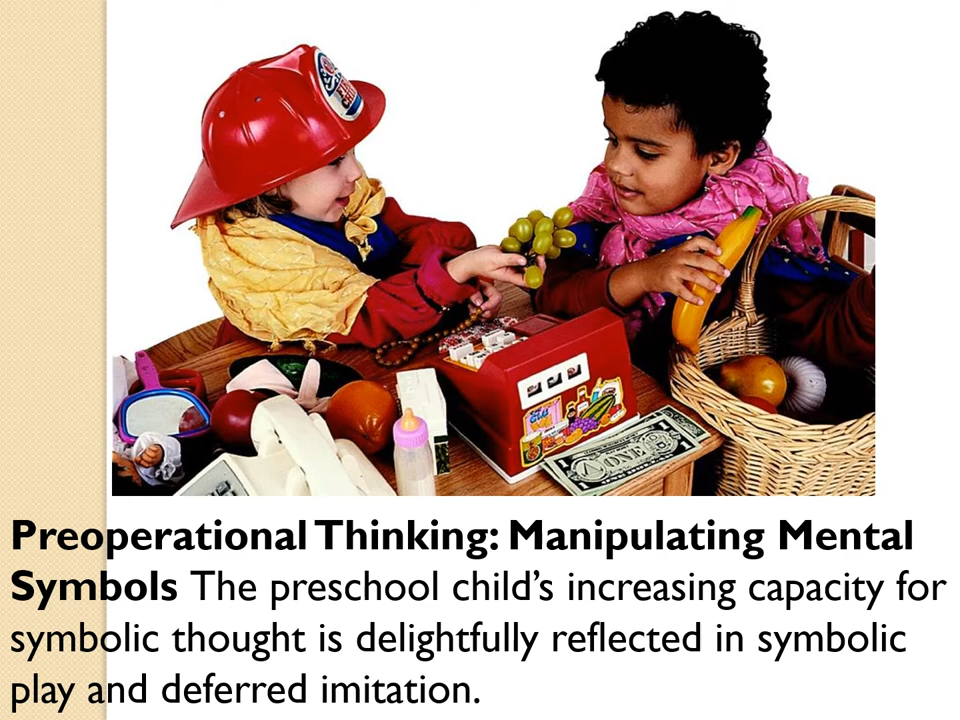 ONE
Preoperational Thinking: Manipulating Mental
Symbols The preschool child’s increasing capacity for
symbolic thought is delightfully reflected in symbolic
play and deferred imitation.